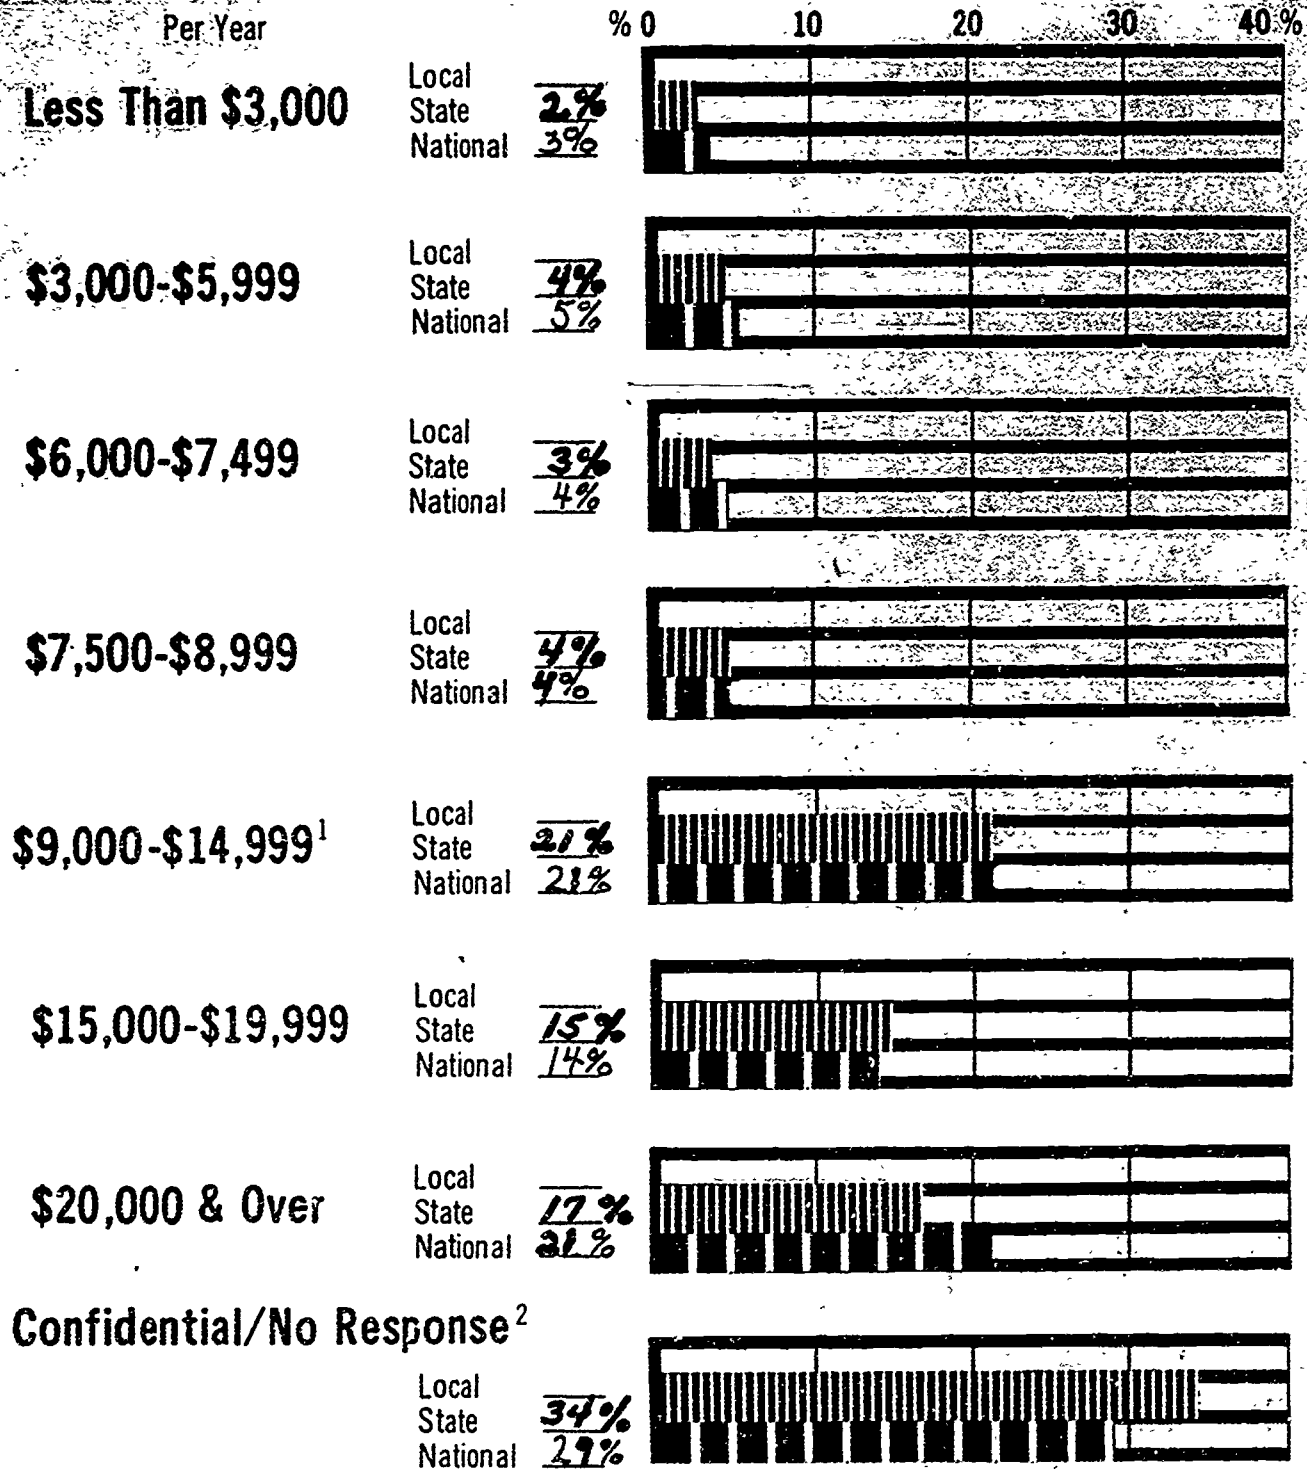 Per Year % 0 10 20 30 40 %
Less Than $3,000
Local
State 2%
National 3%
$3,000-$5,999
Local
State 4%
National 5%
$6,000-$7,499
Local
State 3%
National 4%
$7,500-$8,999
Local
State 4%
National 4%
$9,000-$14,999¹
Local
State 21%
National 21%
$15,000-$19,999
Local
State 15%
National 14%
$20,000 & Over
Local
State 17%
National 21%
Confidential/No Response²
Local
State 34%
National 29%